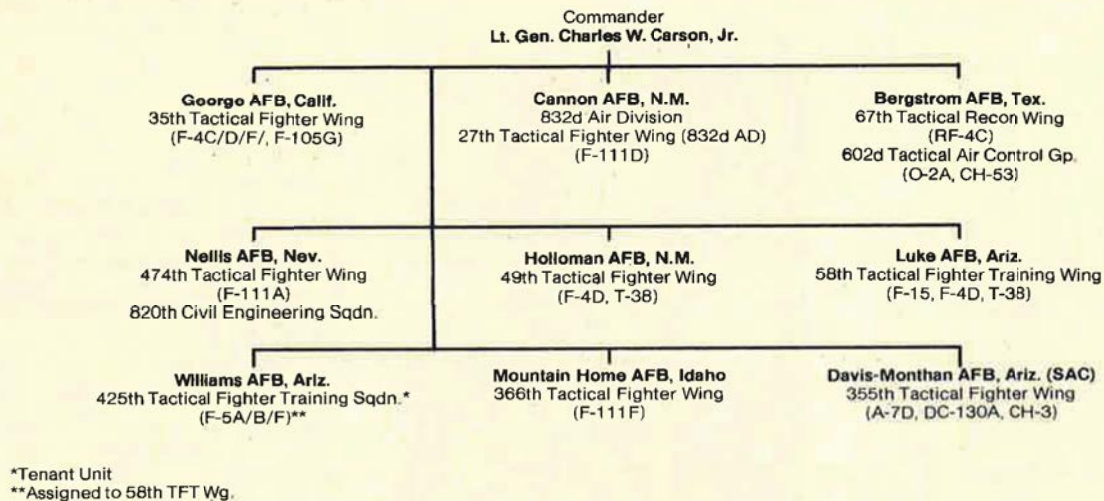 Commander
Lt. Gen. Charles W. Carson, Jr.
Goorgo AFB, Calif.
35th Tactical Fighter Wing
(F-4C/D/F/, F-105G)
Cannon AFB, N.M.
832d Air Division
27th Tactical Fighter Wing (832d AD)
(F-111D)
Bergstrom AFB, Tex.
67th Tactical Recon Wing
(RF-4C)
602d Tactical Air Control Gp.
(O-2A, CH-53)
Nellis AFB, Nev.
474th Tactical Fighter Wing
(F-111A)
820th Civil Engineering Sqdn.
Holloman AFB, N.M.
49th Tactical Fighter Wing
(F-4D, T-38)
Luke AFB, Ariz.
58th Tactical Fighter Training Wing
(F-15, F-4D, T-38)
Williams AFB, Ariz.
425th Tactical Fighter Training Sqdn.*
(F-5A/B/F)**
Mountain Home AFB, Idaho
366th Tactical Fighter Wing
(F-111F)
Davis-Monthan AFB, Ariz. (SAC)
355th Tactical Fighter Wing
(A-7D, DC-130A, CH-3)
*Tenant Unit
**Assigned to 58th TFT Wg.